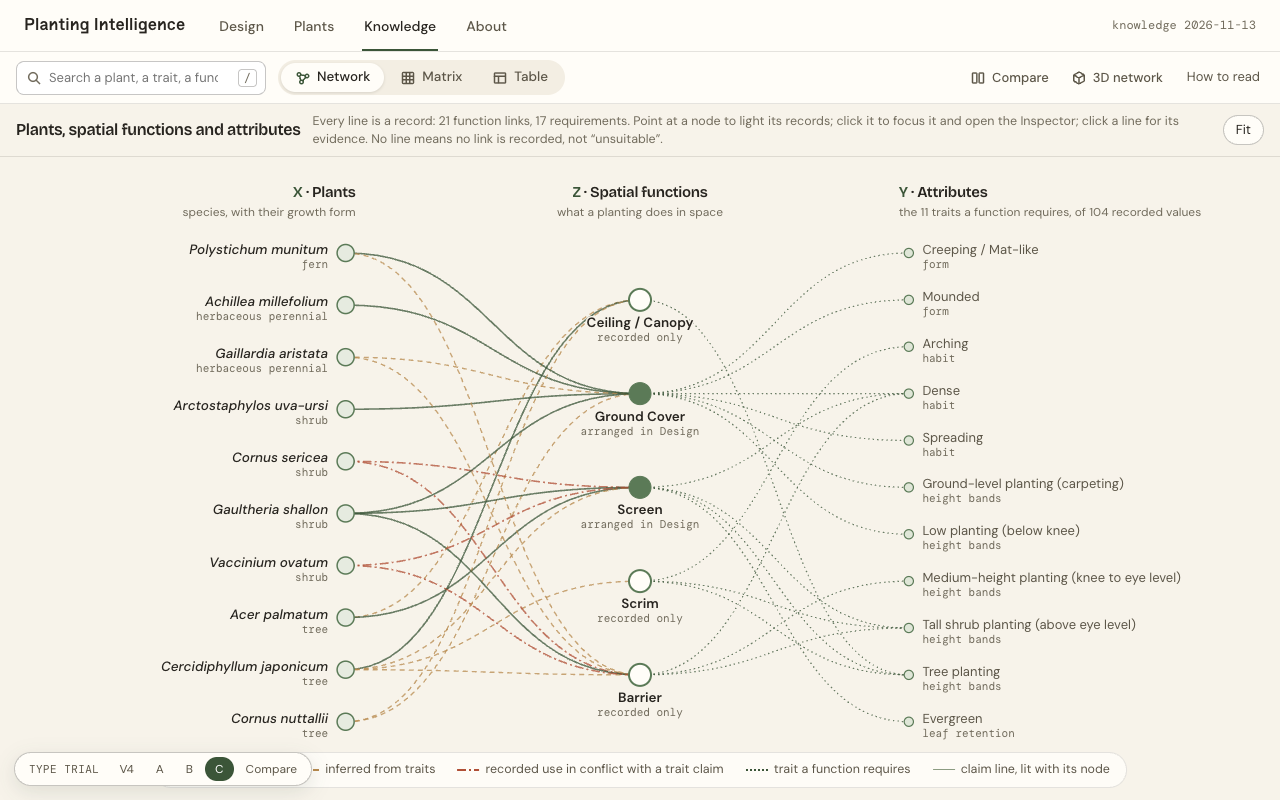 Planting Intelligence
Design
Plants
Knowledge
About
knowledge 2026-11-13
Search a plant, a trait, a func
/
Network
Matrix
Table
Compare
3D network
How to read
Plants, spatial functions and attributes
Every line is a record: 21 function links, 17 requirements. Point at a node to light its records; click it to focus it and open the Inspector; click a line for its
evidence. No line means no link is recorded, not “unsuitable”.
Fit
X · Plants
species, with their growth form
Z · Spatial functions
what a planting does in space
Y · Attributes
the 11 traits a function requires, of 104 recorded values
Polystichum munitum
fern
Achillea millefolium
herbaceous perennial
Gaillardia aristata
herbaceous perennial
Arctostaphylos uva-ursi
shrub
Cornus sericea
shrub
Gaultheria shallon
shrub
Vaccinium ovatum
shrub
Acer palmatum
tree
Cercidiphyllum japonicum
tree
Cornus nuttallii
tree
Ceiling / Canopy
recorded only
Ground Cover
arranged in Design
Screen
arranged in Design
Scrim
recorded only
Barrier
recorded only
Creeping / Mat-like
form
Mounded
form
Arching
habit
Dense
habit
Spreading
habit
Ground-level planting (carpeting)
height bands
Low planting (below knee)
height bands
Medium-height planting (knee to eye level)
height bands
Tall shrub planting (above eye level)
height bands
Tree planting
height bands
Evergreen
leaf retention
TYPE TRIAL
V4
A
B
C
Compare
inferred from traits
recorded use in conflict with a trait claim
trait a function requires
claim line, lit with its node